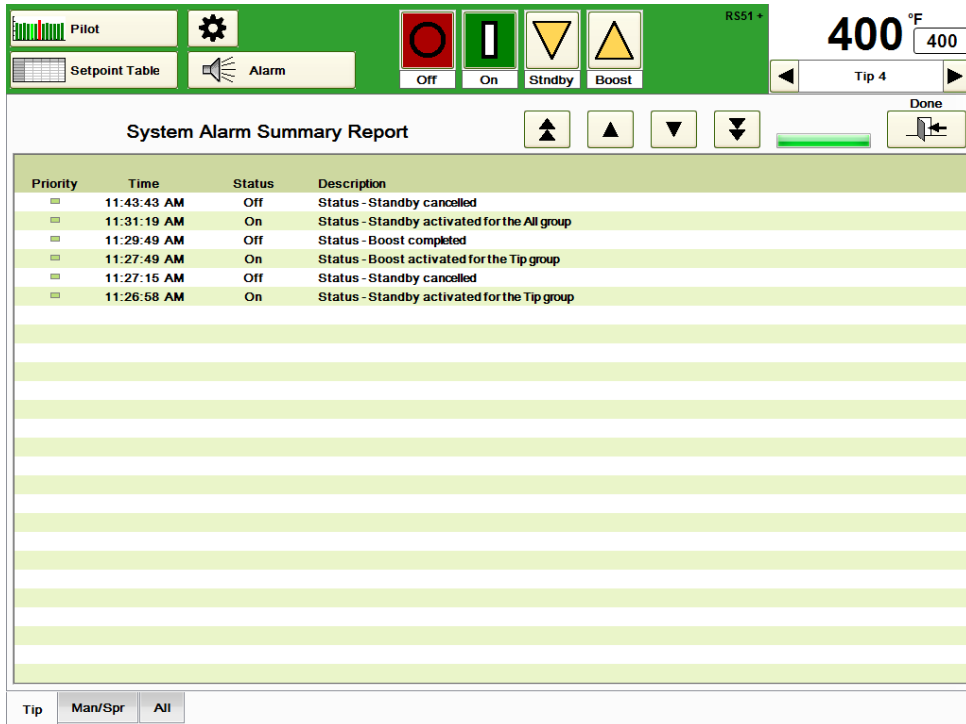 Pilot
Setpoint Table
Alarm
Off On Stndby Boost
RS51 +
400 °F 400
Tip 4
System Alarm Summary Report
Done
Priority Time Status Description
11:43:43 AM Off Status - Standby cancelled
11:31:19 AM On Status - Standby activated for the All group
11:29:49 AM Off Status - Boost completed
11:27:49 AM On Status - Boost activated for the Tip group
11:27:15 AM Off Status - Standby cancelled
11:26:58 AM On Status - Standby activated for the Tip group
Tip Man/Spr All